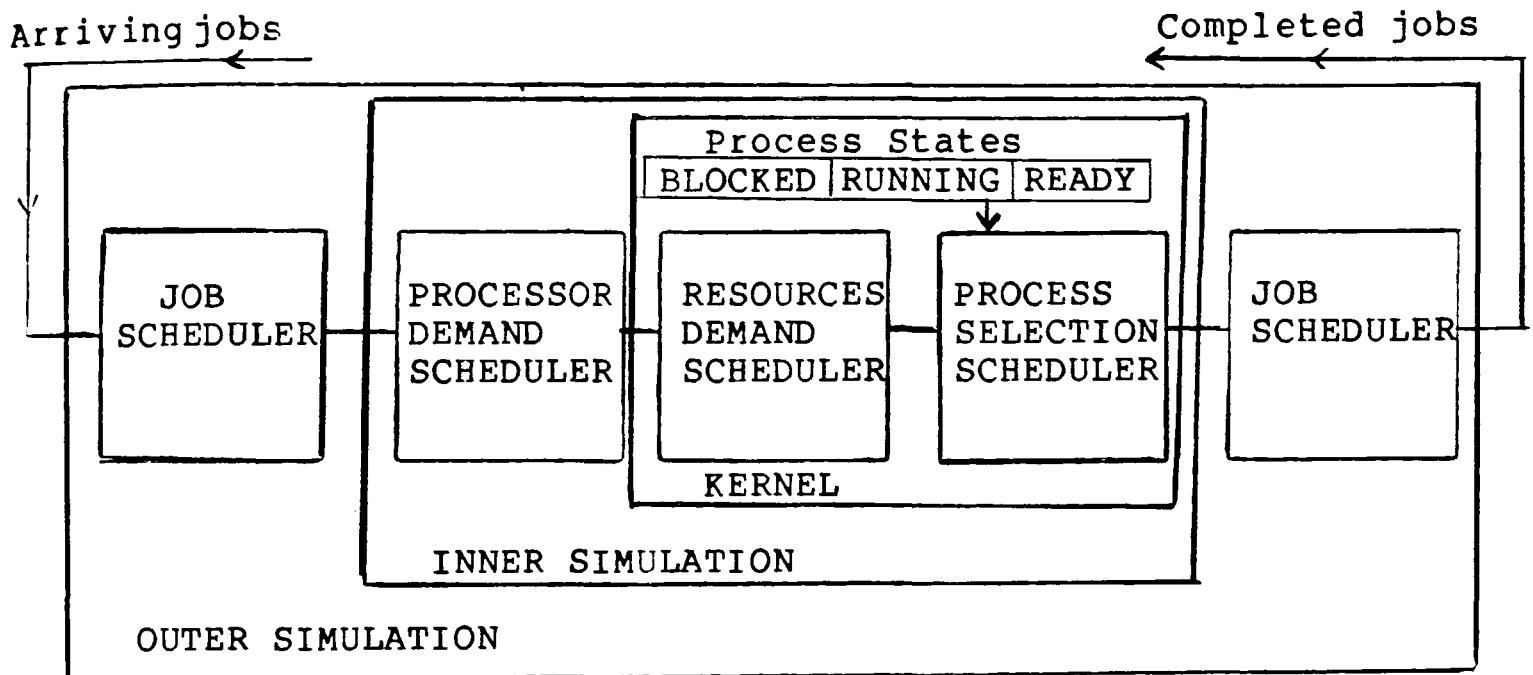 Arriving jobs
Completed jobs
Process States
BLOCKED RUNNING READY
JOB
SCHEDULER
PROCESSOR
DEMAND
SCHEDULER
RESOURCES
DEMAND
SCHEDULER
PROCESS
SELECTION
SCHEDULER
JOB
SCHEDULER
KERNEL
INNER SIMULATION
OUTER SIMULATION